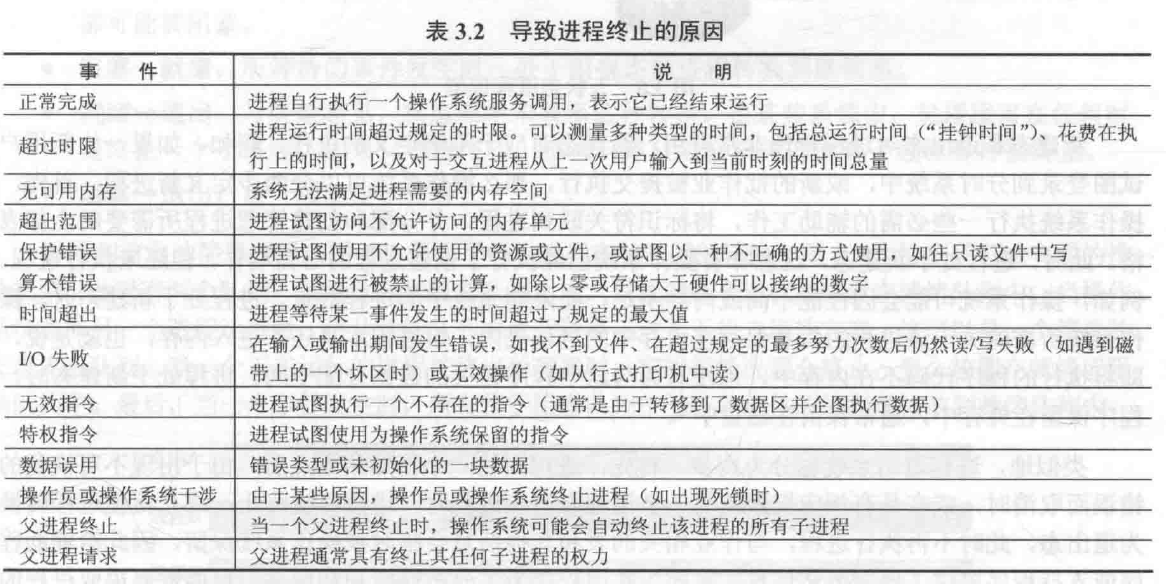 表 3.2 导致进程终止的原因
事 件 说 明
正常完成 进程自行执行一个操作系统服务调用，表示它已经结束运行
超过时限 进程运行时间超过规定的时限。可以测量多种类型的时间，包括总运行时间（“挂钟时间”）、花费在执
行上的时间，以及对于交互进程从上一次用户输入到当前时刻的时间总量
无可用内存 系统无法满足进程需要的内存空间
超出范围 进程试图访问不允许访问的内存单元
保护错误 进程试图使用不允许使用的资源或文件，或试图以一种不正确的方式使用，如往只读文件中写
算术错误 进程试图进行被禁止的计算，如除以零或存储大于硬件可以接纳的数字
时间超出 进程等待某一事件发生的时间超过了规定的最大值
I/O 失败 在输入或输出期间发生错误，如找不到文件、在超过规定的最多努力次数后仍然读/写失败（如遇到磁
带上的一个坏区时）或无效操作（如从行式打印机中读）
无效指令 进程试图执行一个不存在的指令（通常是由于转移到了数据区并企图执行数据）
特权指令 进程试图使用为操作系统保留的指令
数据误用 错误类型或未初始化的一块数据
操作员或操作系统干涉 由于某些原因，操作员或操作系统终止进程（如出现死锁时）
父进程终止 当一个父进程终止时，操作系统可能会自动终止该进程的所有子进程
父进程请求 父进程通常具有终止其任何子进程的权力